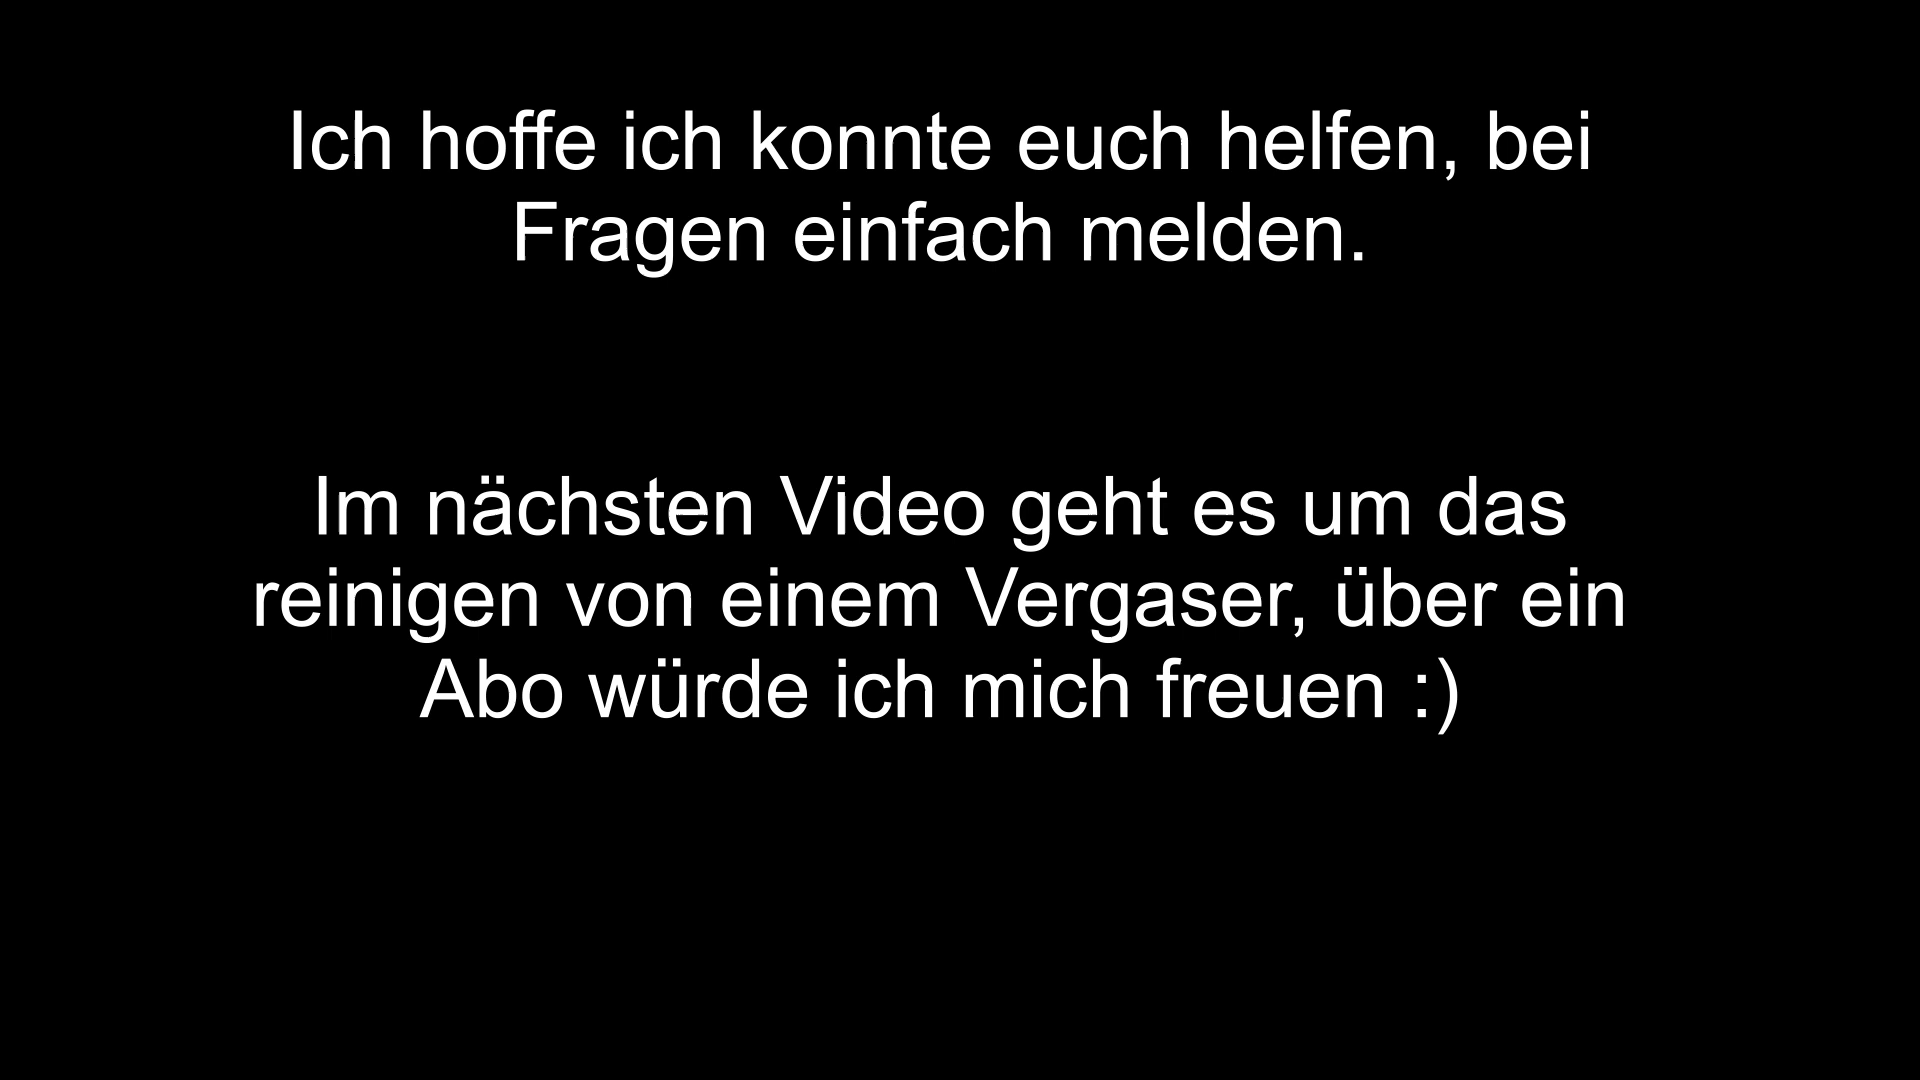 Ich hoffe ich konnte euch helfen, bei
Fragen einfach melden.
Im nächsten Video geht es um das
reinigen von einem Vergaser, über ein
Abo würde ich mich freuen :)